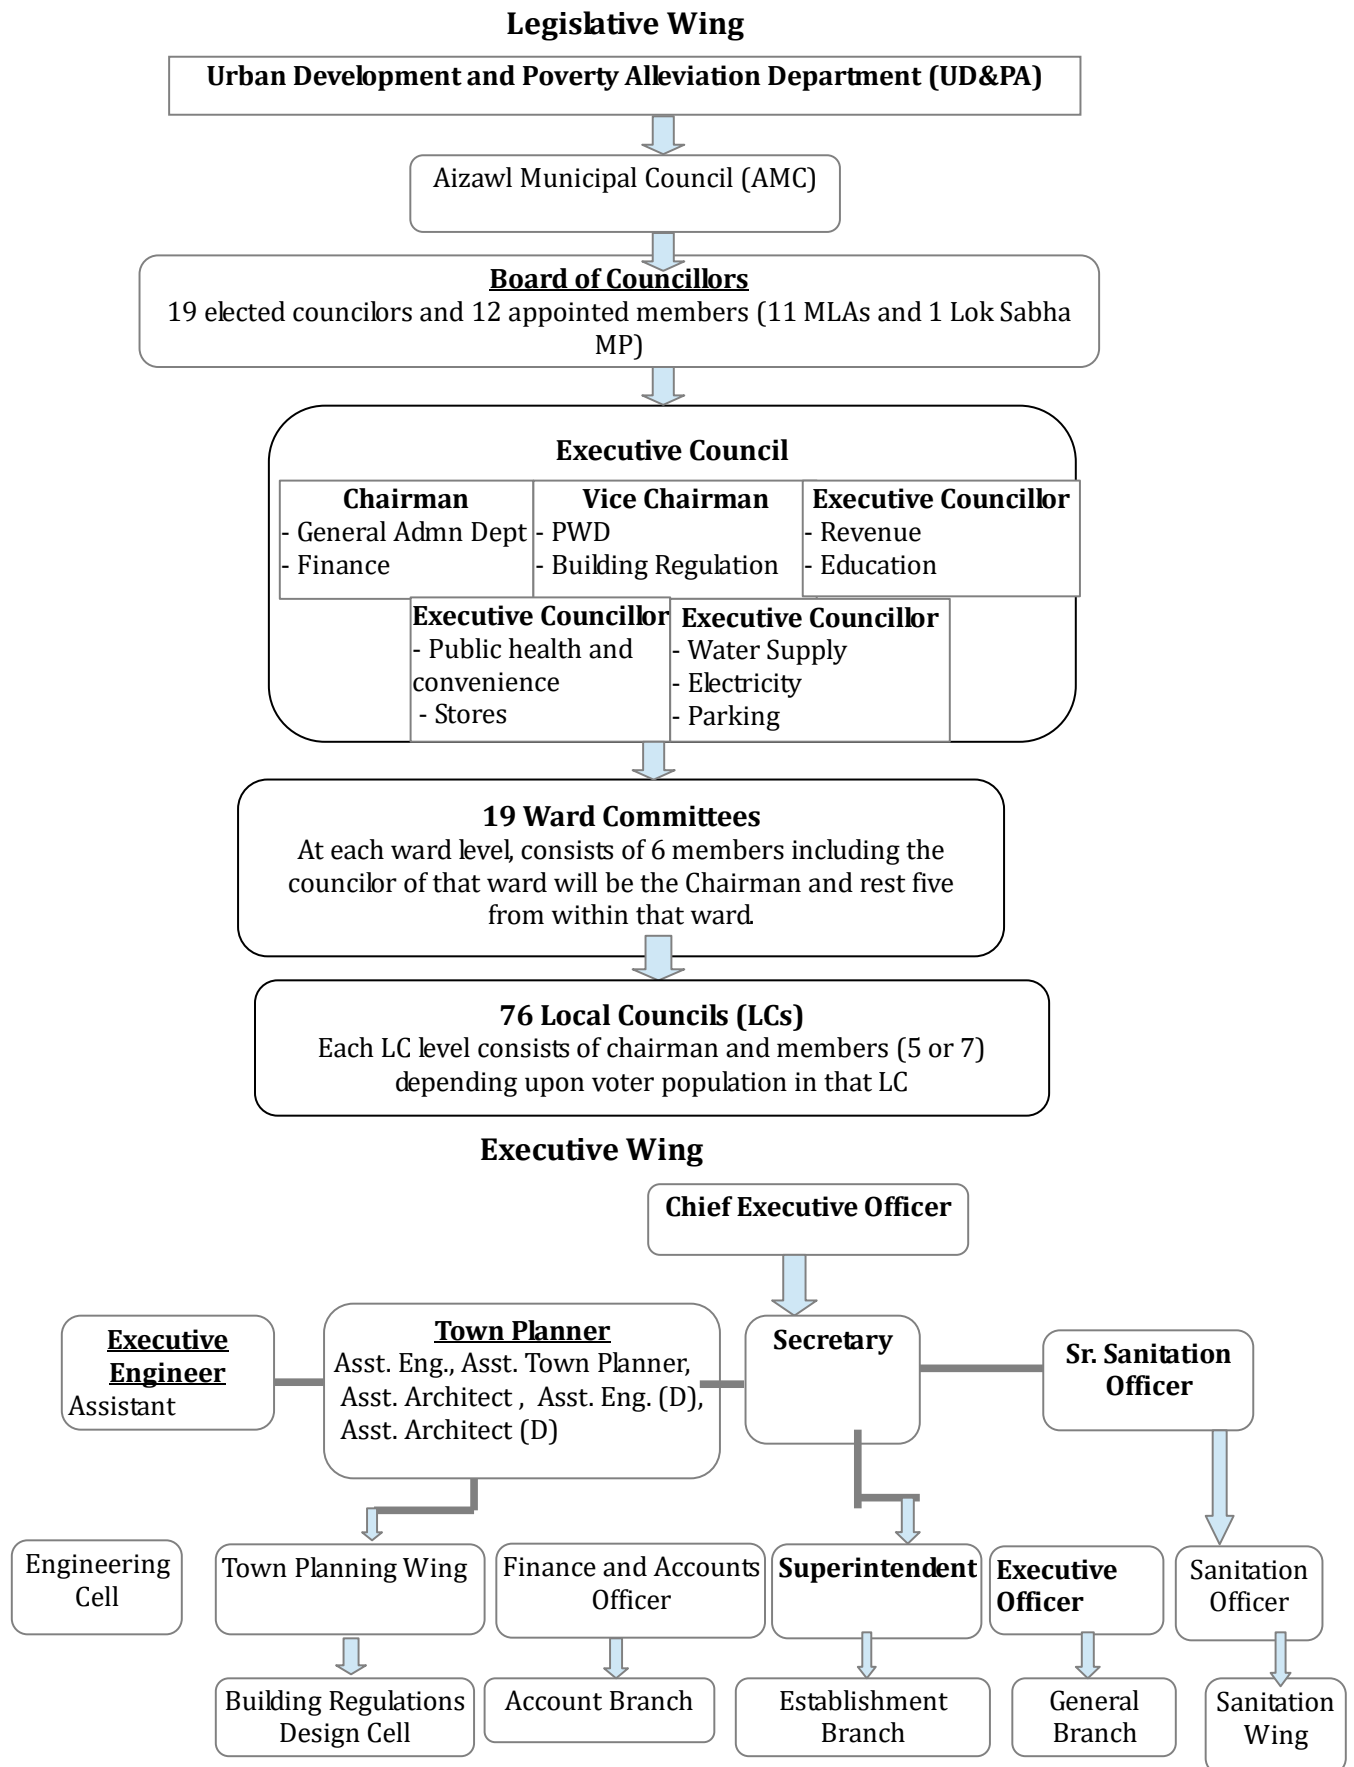 Legislative Wing
Urban Development and Poverty Alleviation Department (UD&PA)
Aizawl Municipal Council (AMC)
Board of Councillors
19 elected councilors and 12 appointed members (11 MLAs and 1 Lok Sabha
MP)
Executive Council
Chairman
- General Admn Dept
- Finance
Vice Chairman
- PWD
- Building Regulation
Executive Councillor
- Revenue
- Education
Executive Councillor
- Public health and
convenience
- Stores
Executive Councillor
- Water Supply
- Electricity
- Parking
19 Ward Committees
At each ward level, consists of 6 members including the
councilor of that ward will be the Chairman and rest five
from within that ward.
76 Local Councils (LCs)
Each LC level consists of chairman and members (5 or 7)
depending upon voter population in that LC
Executive Wing
Chief Executive Officer
Executive
Engineer
Assistant
Town Planner
Asst. Eng., Asst. Town Planner,
Asst. Architect , Asst. Eng. (D),
Asst. Architect (D)
Secretary
Sr. Sanitation
Officer
Engineering
Cell
Town Planning Wing
Finance and Accounts
Officer
Superintendent
Executive
Officer
Sanitation
Officer
Building Regulations
Design Cell
Account Branch
Establishment
Branch
General
Branch
Sanitation
Wing